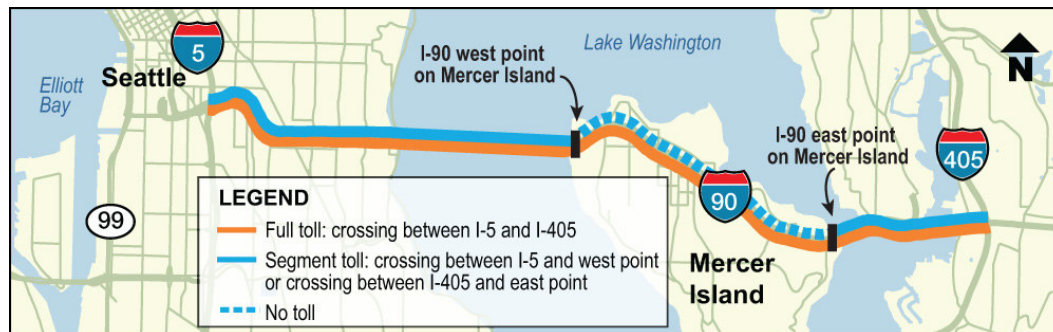 5
Seattle
Elliott
Bay
99
I-90 west point
on Mercer Island
Lake Washington
N
I-90 east point
on Mercer Island
405
90
Mercer
Island
LEGEND
Full toll: crossing between I-5 and I-405
Segment toll: crossing between I-5 and west point
or crossing between I-405 and east point
No toll